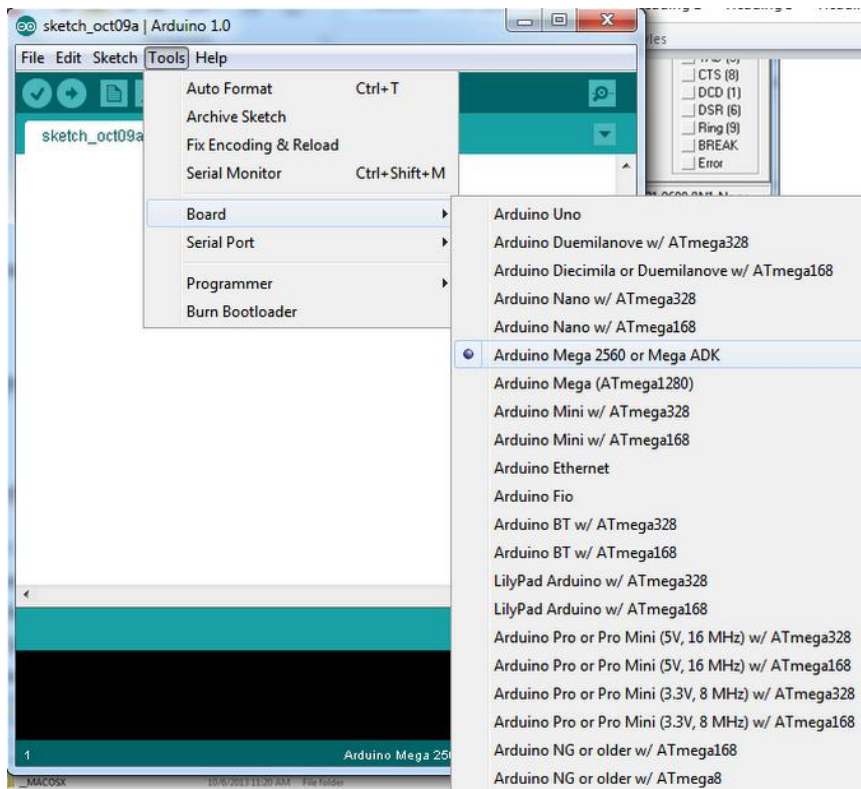 sketch_oct09a | Arduino 1.0
File Edit Sketch Tools Help
sketch_oct09a
Auto Format Ctrl+T
Archive Sketch
Fix Encoding & Reload
Serial Monitor Ctrl+Shift+M
Board
Serial Port
Programmer
Burn Bootloader
CTS (8)
DCD (1)
DSR (6)
Ring (9)
BREAK
Error
Arduino Uno
Arduino Duemilanove w/ ATmega328
Arduino Diecimila or Duemilanove w/ ATmega168
Arduino Nano w/ ATmega328
Arduino Nano w/ ATmega168
Arduino Mega 2560 or Mega ADK
Arduino Mega (ATmega1280)
Arduino Mini w/ ATmega328
Arduino Mini w/ ATmega168
Arduino Ethernet
Arduino Fio
Arduino BT w/ ATmega328
Arduino BT w/ ATmega168
LilyPad Arduino w/ ATmega328
LilyPad Arduino w/ ATmega168
Arduino Pro or Pro Mini (5V, 16 MHz) w/ ATmega328
Arduino Pro or Pro Mini (5V, 16 MHz) w/ ATmega168
Arduino Pro or Pro Mini (3.3V, 8 MHz) w/ ATmega328
Arduino Pro or Pro Mini (3.3V, 8 MHz) w/ ATmega168
Arduino NG or older w/ ATmega168
Arduino NG or older w/ ATmega8
1 Arduino Mega 25
_MACOSX 10/6/2013 11:20 AM File folder